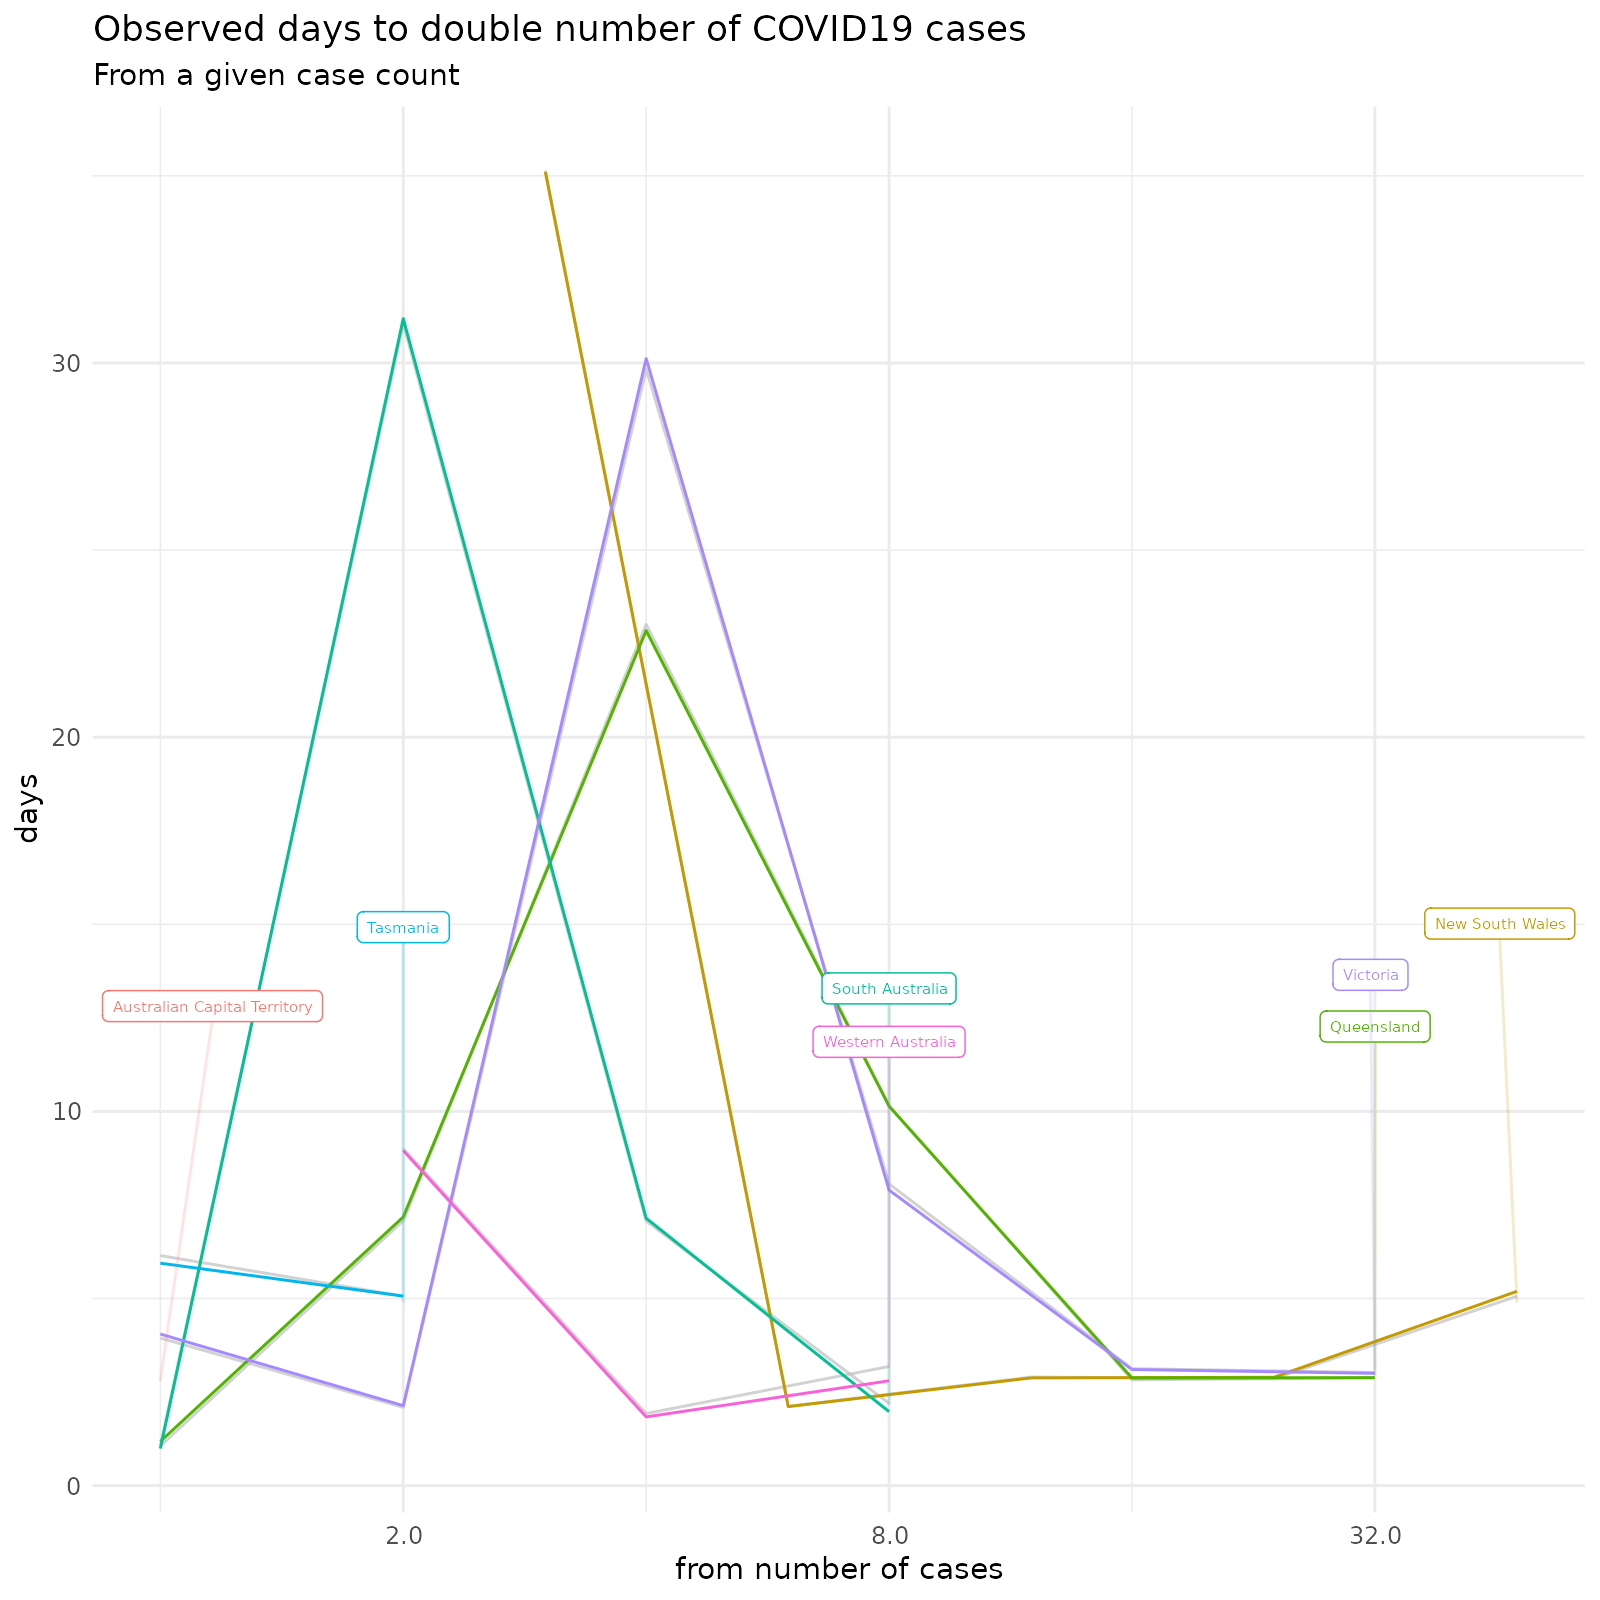 Observed days to double number of COVID19 cases
From a given case count
30
20
10
0
days
Tasmania
Australian Capital Territory
South Australia
Western Australia
New South Wales
Victoria
Queensland
2.0
8.0
32.0
from number of cases